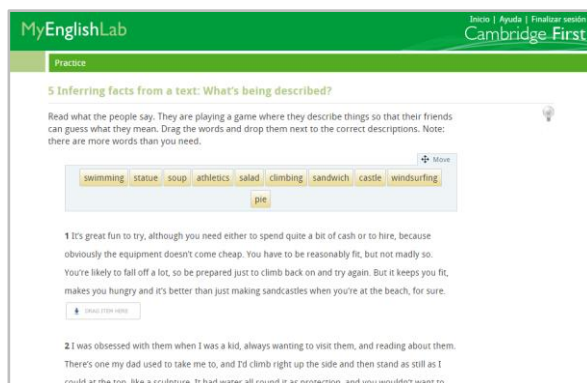 Inicio | Ayuda | Finalizar sesión
MyEnglishLab
Cambridge First
Practice
5 Inferring facts from a text: What's being described?
Read what the people say. They are playing a game where they describe things so that their friends
can guess what they mean. Drag the words and drop them next to the correct descriptions. Note:
there are more words than you need.
Move
swimming statue soup athletics salad climbing sandwich castle windsurfing
pie
1 It's great fun to try, although you need either to spend quite a bit of cash or to hire, because
obviously the equipment doesn't come cheap. You have to be reasonably fit, but not madly so.
You're likely to fall off a lot, so be prepared just to climb back on and try again. But it keeps you fit,
makes you hungry and it's better than just making sandcastles when you're at the beach, for sure.
DRAG ITEM HERE
2 I was obsessed with them when I was a kid, always wanting to visit them, and reading about them.
There's one my dad used to take me to, and I'd climb right up the side and then stand as still as I
could at the top, like a sculpture. It had water all round it as protection, and you wouldn't want to